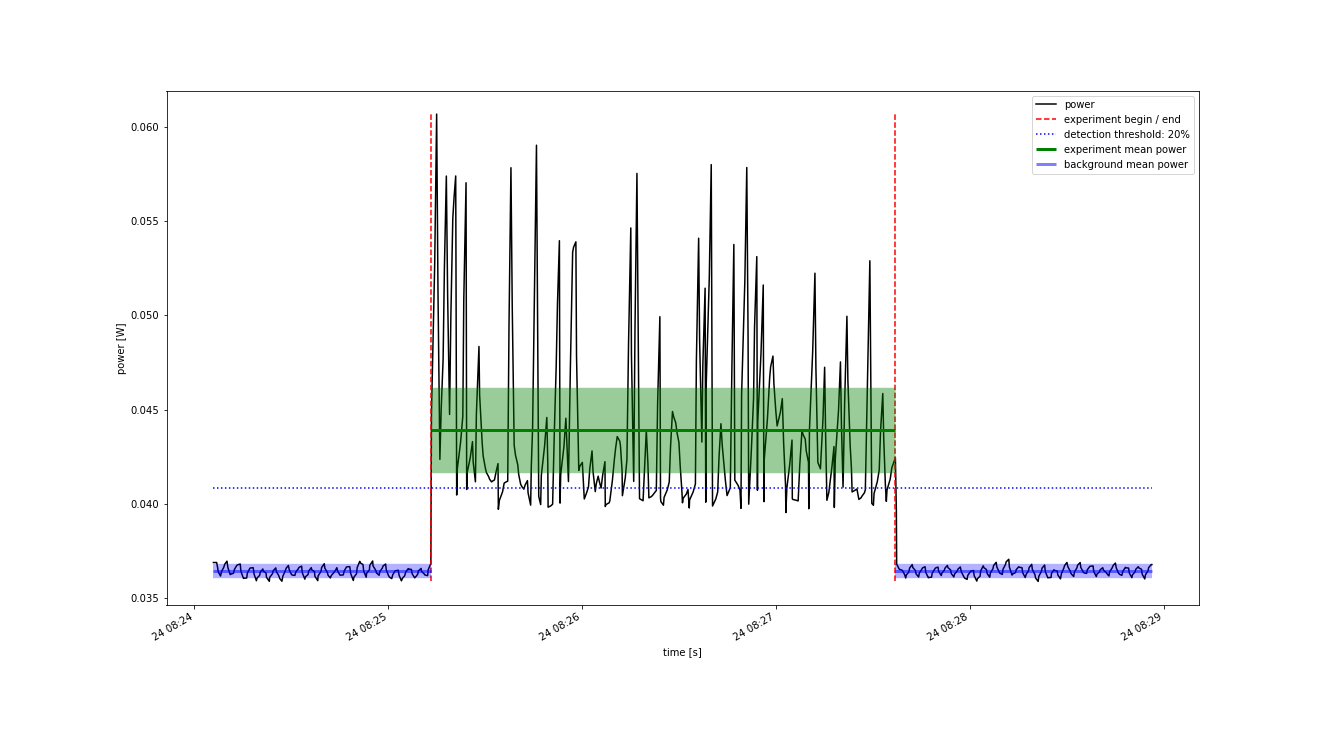 power
experiment begin / end
detection threshold: 20%
experiment mean power
background mean power
0.060
0.055
0.050
0.045
0.040
0.035
power [W]
24 08:24
24 08:25
24 08:26
24 08:27
24 08:28
24 08:29
time [s]